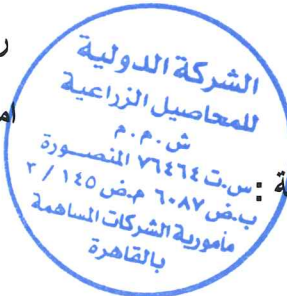 الشركة الدولية
للمحاصيل الزراعية
ش.م.م
س.ت ٧٦٤٦٤ المنصورة
ب.ض ٦٠٨٧ م.ض ١٤٥ / ٢
مأمورية الشركات المساهمة
بالقاهرة